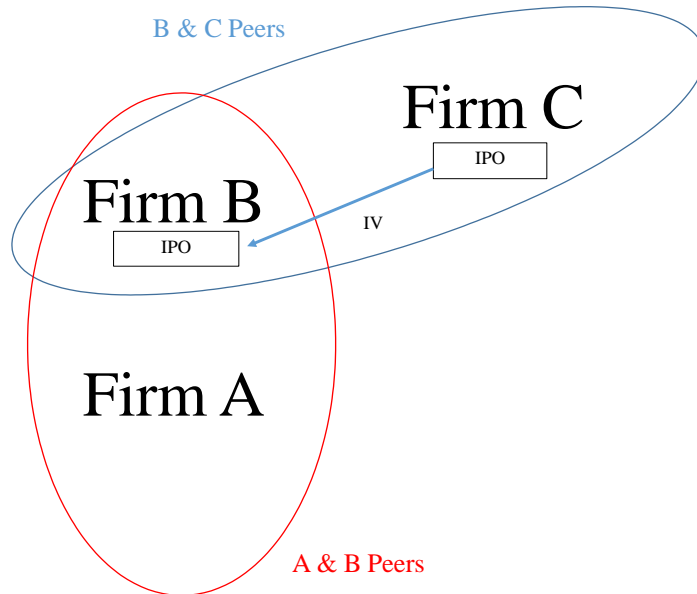 B & C Peers
Firm C
IPO
Firm B
IV
IPO
Firm A
A & B Peers